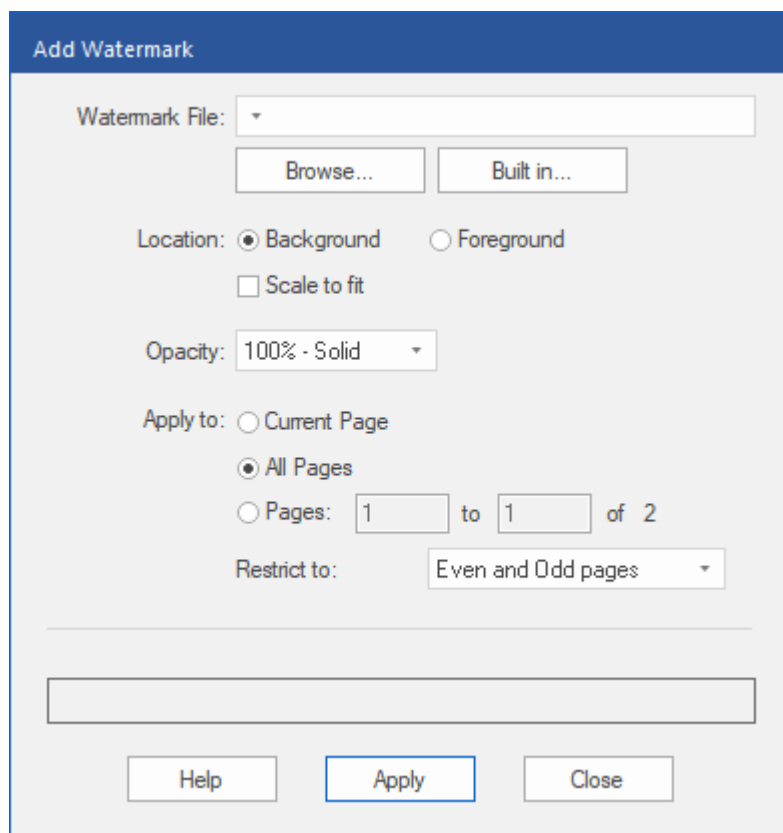 Add Watermark
Watermark File:
Browse... Built in...
Location: Background Foreground
Scale to fit
Opacity: 100% - Solid
Apply to: Current Page
All Pages
Pages: 1 to 1 of 2
Restrict to: Even and Odd pages
Help Apply Close